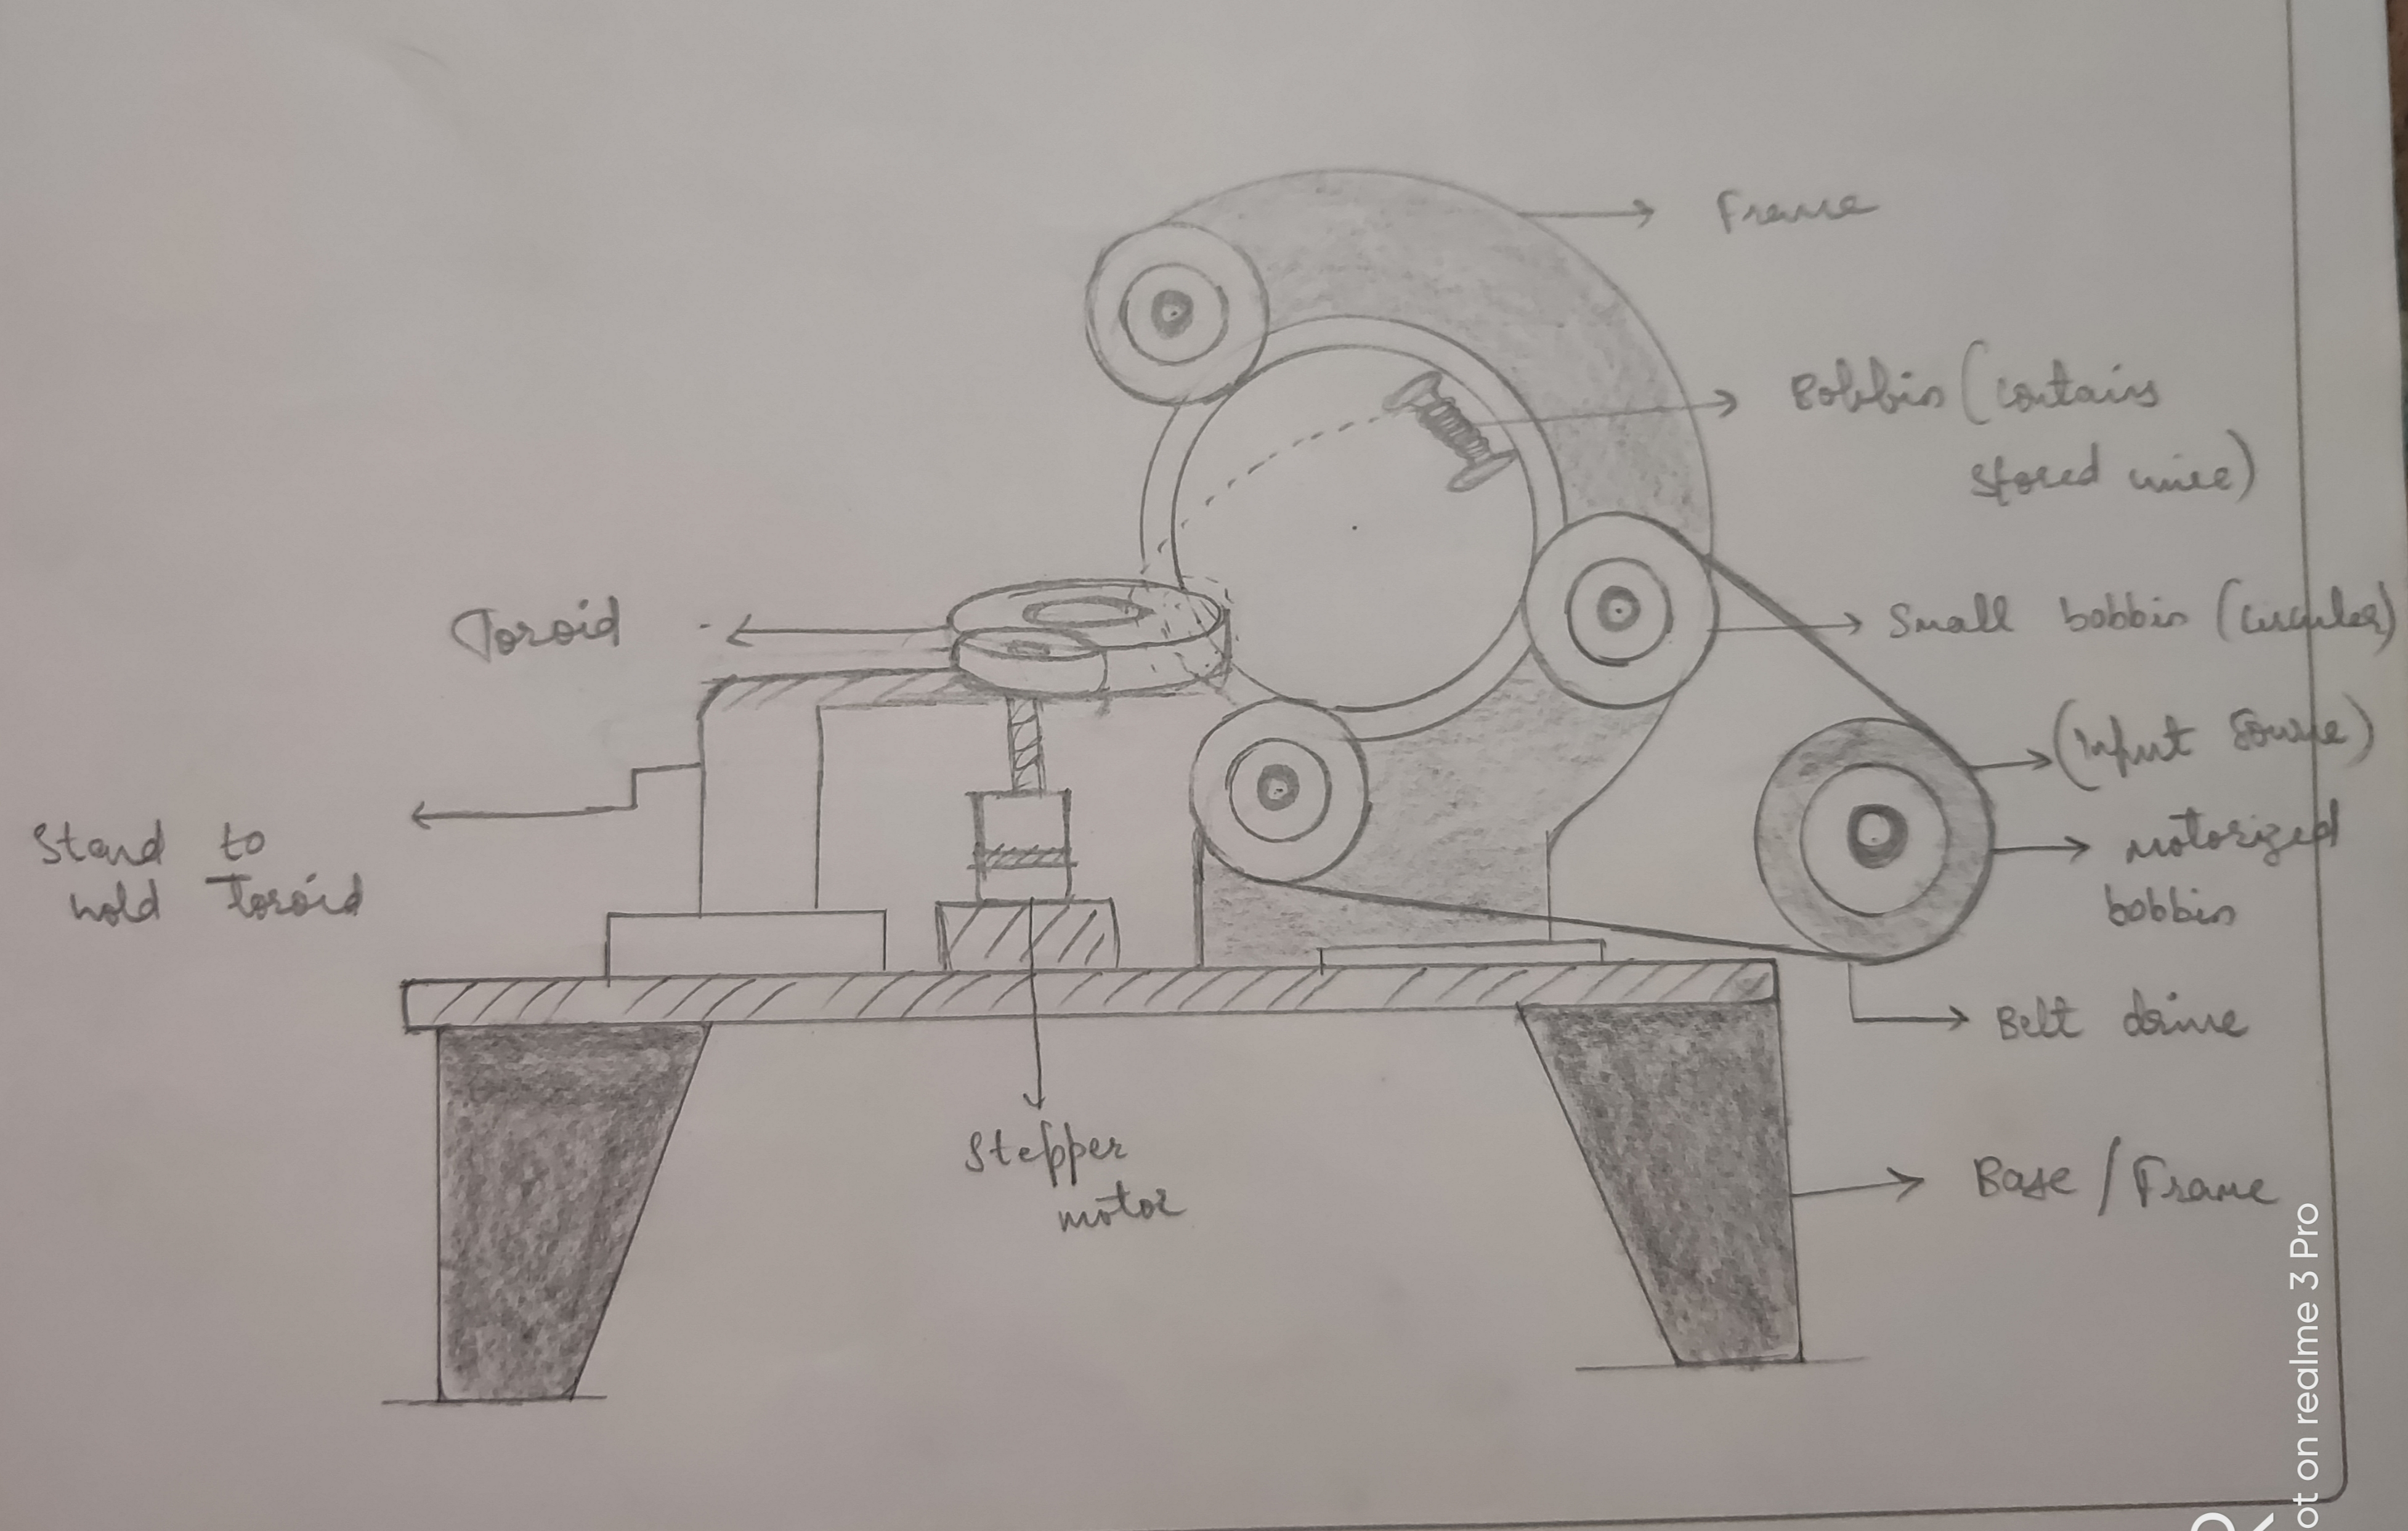 Frame
Bobbin (contains
stored wire)
Toroid
Small bobbin (circular)
(Input Source)
motorized
bobbin
Stand to
hold Toroid
Belt drive
Stepper
motor
Base / Frame
ot on realme 3 Pro